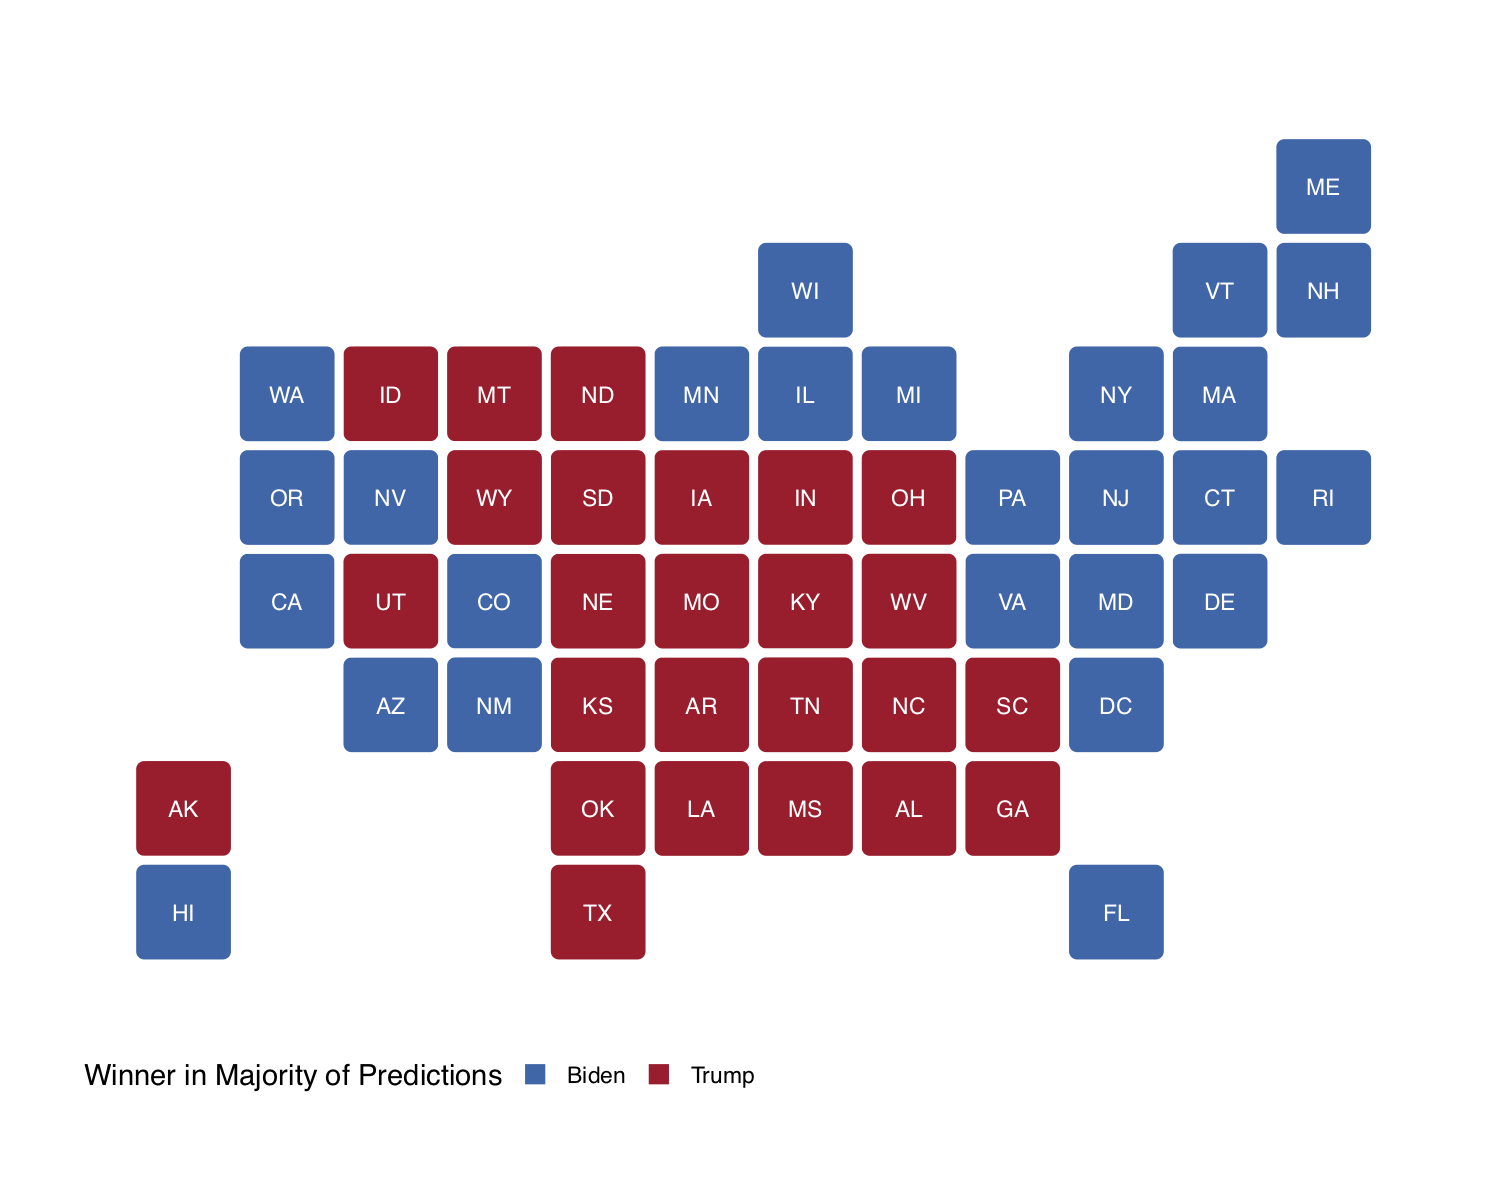 ME
WI VT NH
WA ID MT ND MN IL MI NY MA
OR NV WY SD IA IN OH PA NJ CT RI
CA UT CO NE MO KY WV VA MD DE
AZ NM KS AR TN NC SC DC
AK OK LA MS AL GA
HI TX FL
Winner in Majority of Predictions Biden Trump